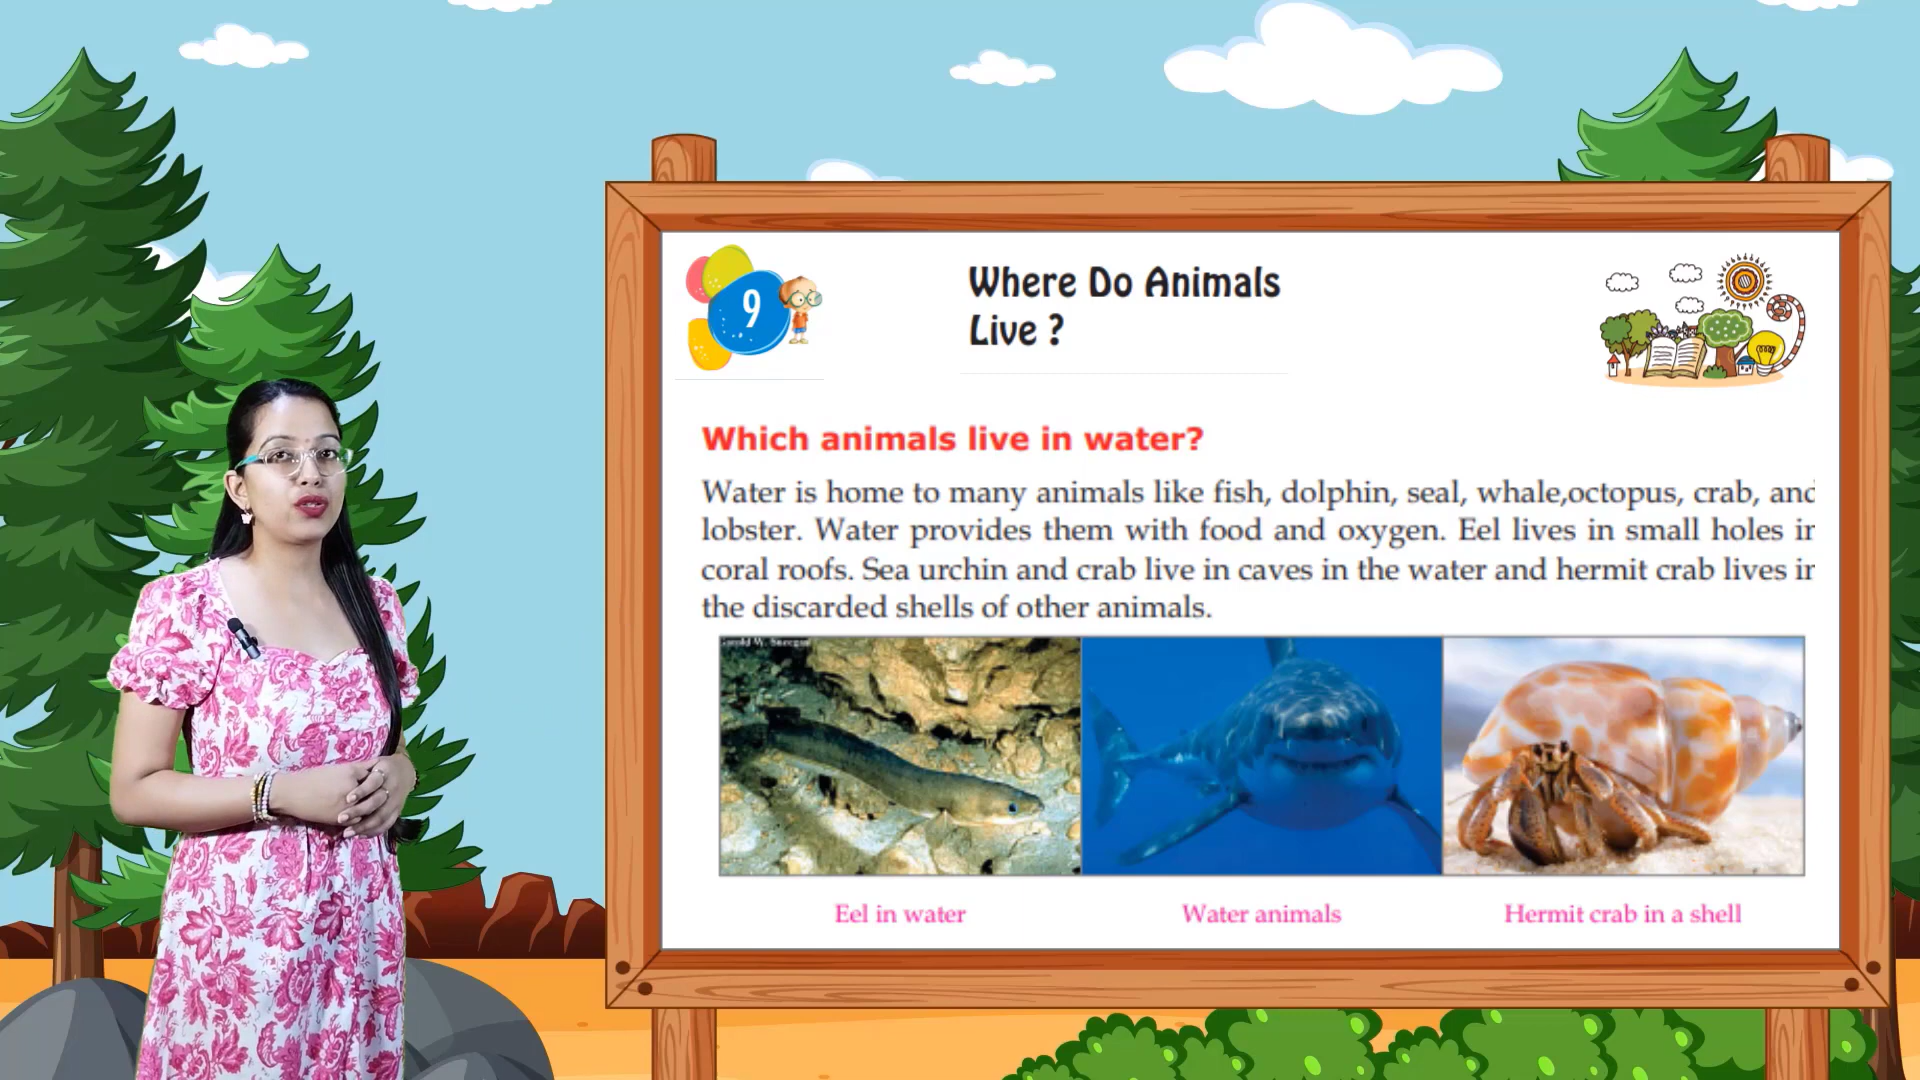 9
Where Do Animals
Live ?
Which animals live in water?
Water is home to many animals like fish, dolphin, seal, whale,octopus, crab, and
lobster. Water provides them with food and oxygen. Eel lives in small holes in
coral roofs. Sea urchin and crab live in caves in the water and hermit crab lives in
the discarded shells of other animals.
Eel in water
Water animals
Hermit crab in a shell